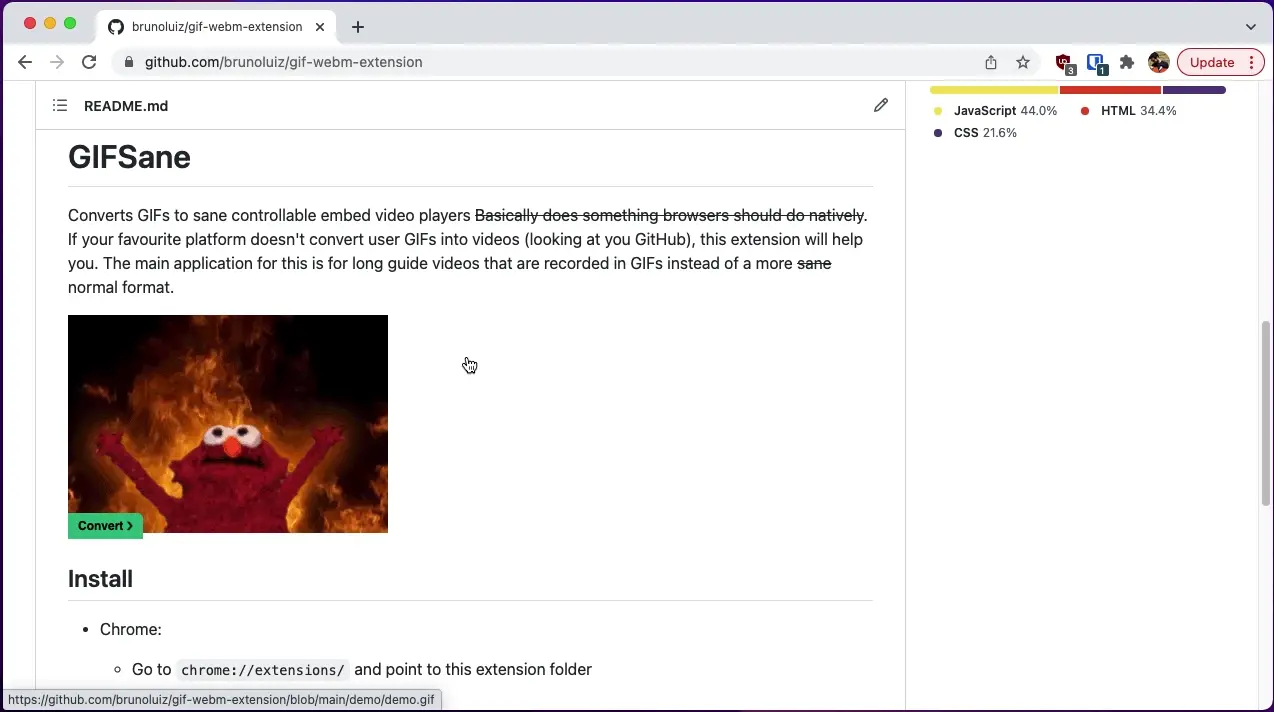 brunoluiz/gif-webm-extension
github.com/brunoluiz/gif-webm-extension
3
1
Update
README.md
JavaScript 44.0%
HTML 34.4%
CSS 21.6%
GIFSane
Converts GIFs to sane controllable embed video players Basically does something browsers should do natively.
If your favourite platform doesn't convert user GIFs into videos (looking at you GitHub), this extension will help
you. The main application for this is for long guide videos that are recorded in GIFs instead of a more sane
normal format.
Convert
Install
Chrome:
Go to chrome://extensions/ and point to this extension folder
https://github.com/brunoluiz/gif-webm-extension/blob/main/demo/demo.gif